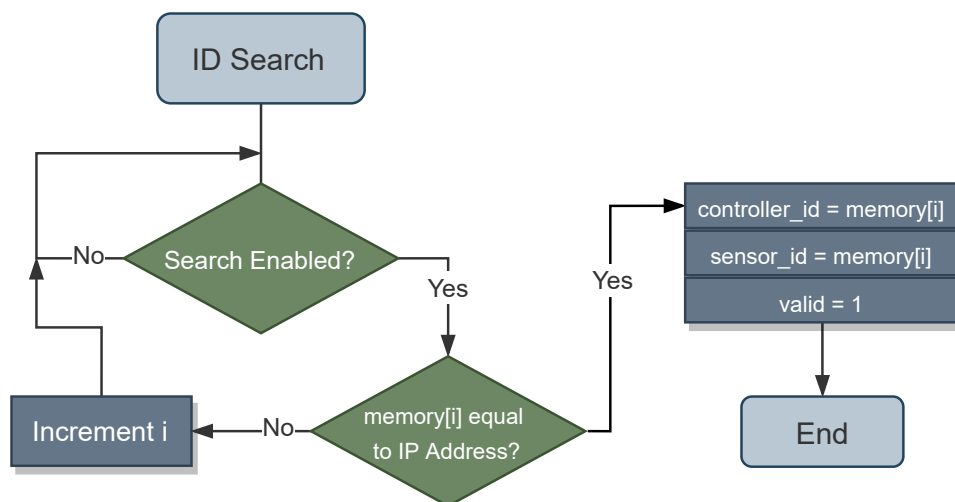 ID Search
No
Search Enabled?
Yes
memory[i] equal
to IP Address?
No
Increment i
Yes
controller_id = memory[i]
sensor_id = memory[i]
valid = 1
End